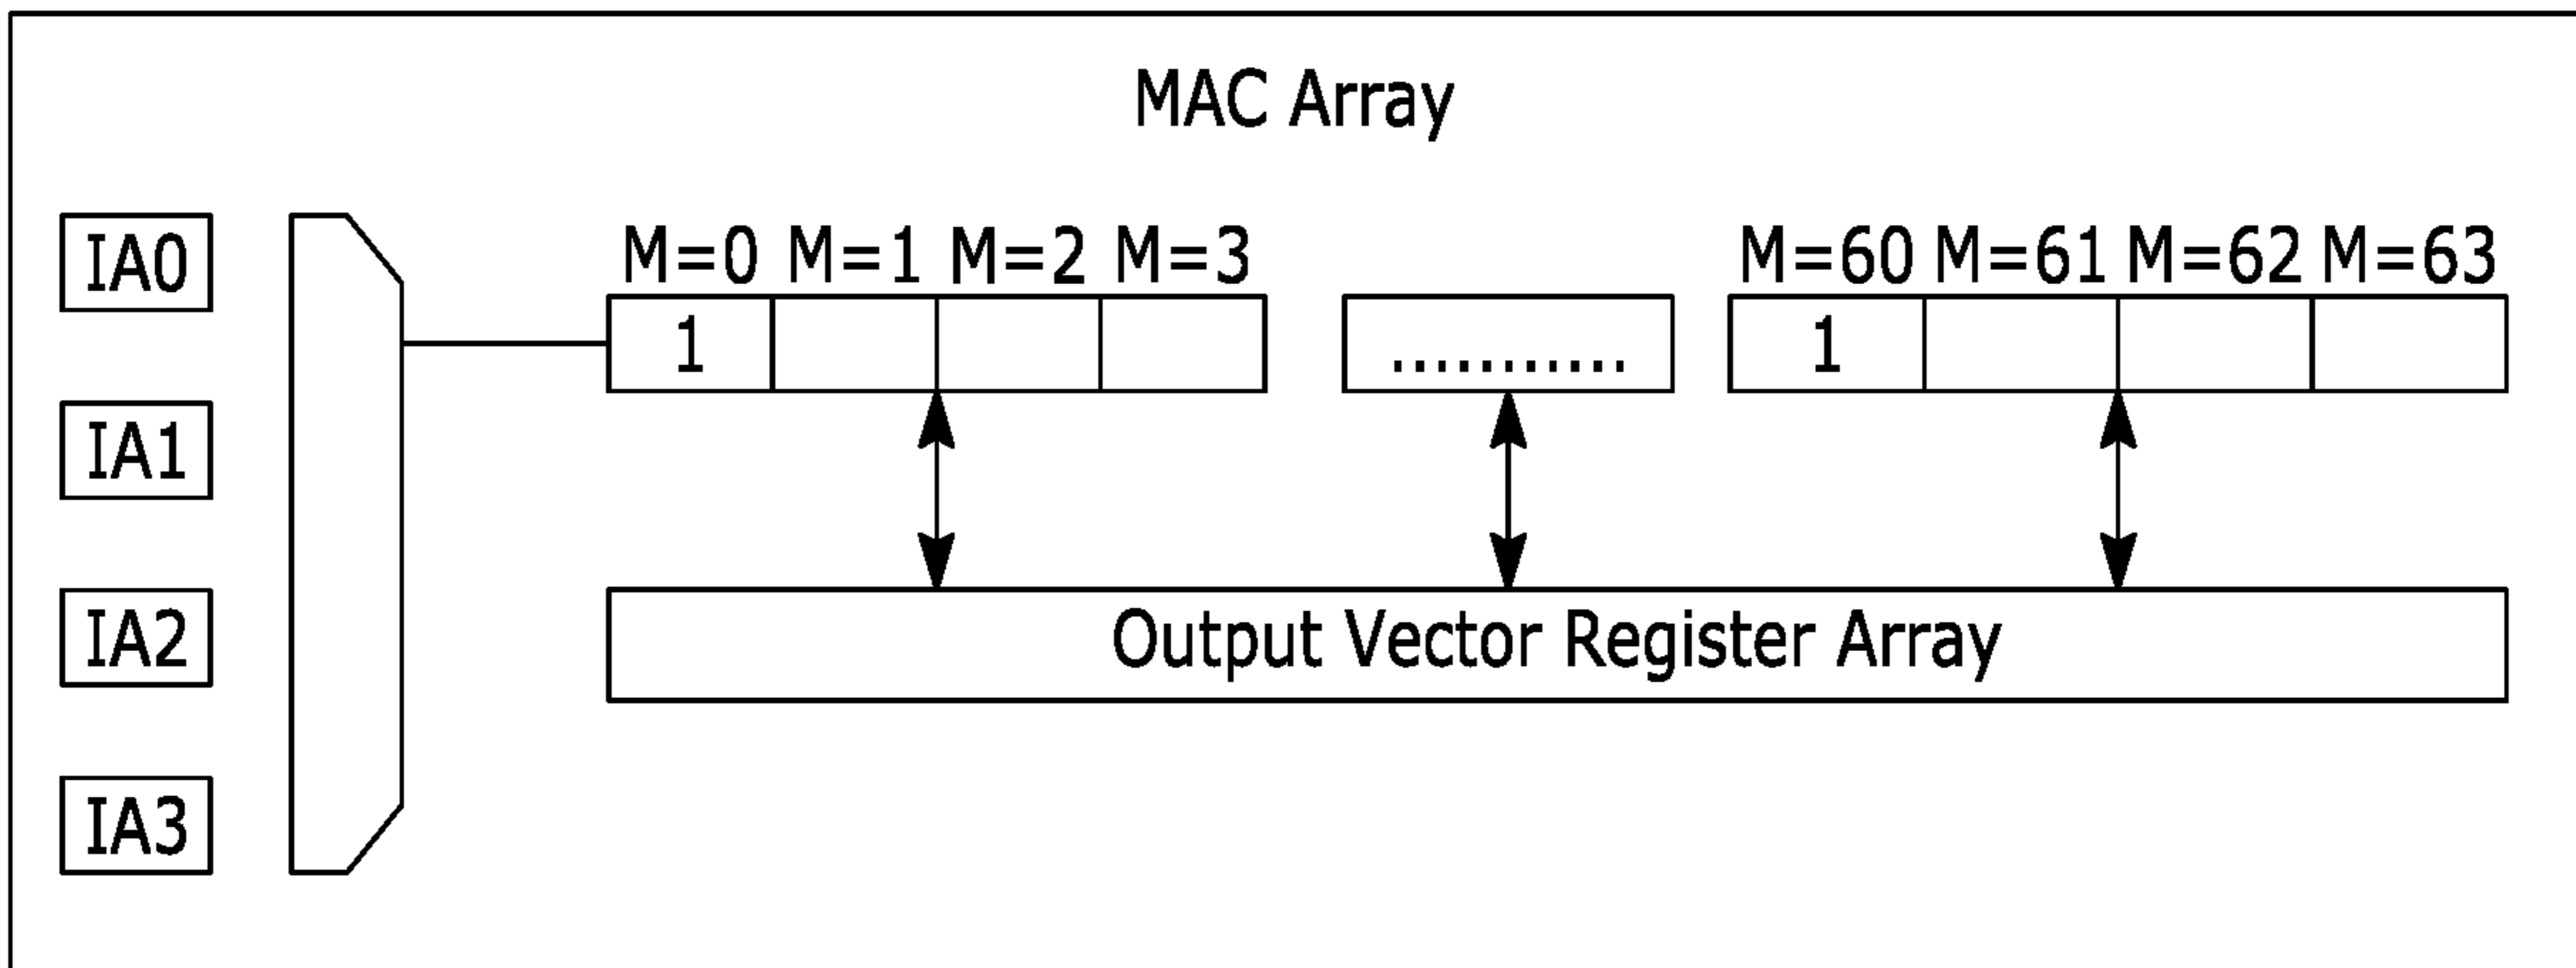 MAC Array
IA0
IA1
IA2
IA3
M=0 M=1 M=2 M=3
1
...........
M=60 M=61 M=62 M=63
1
Output Vector Register Array